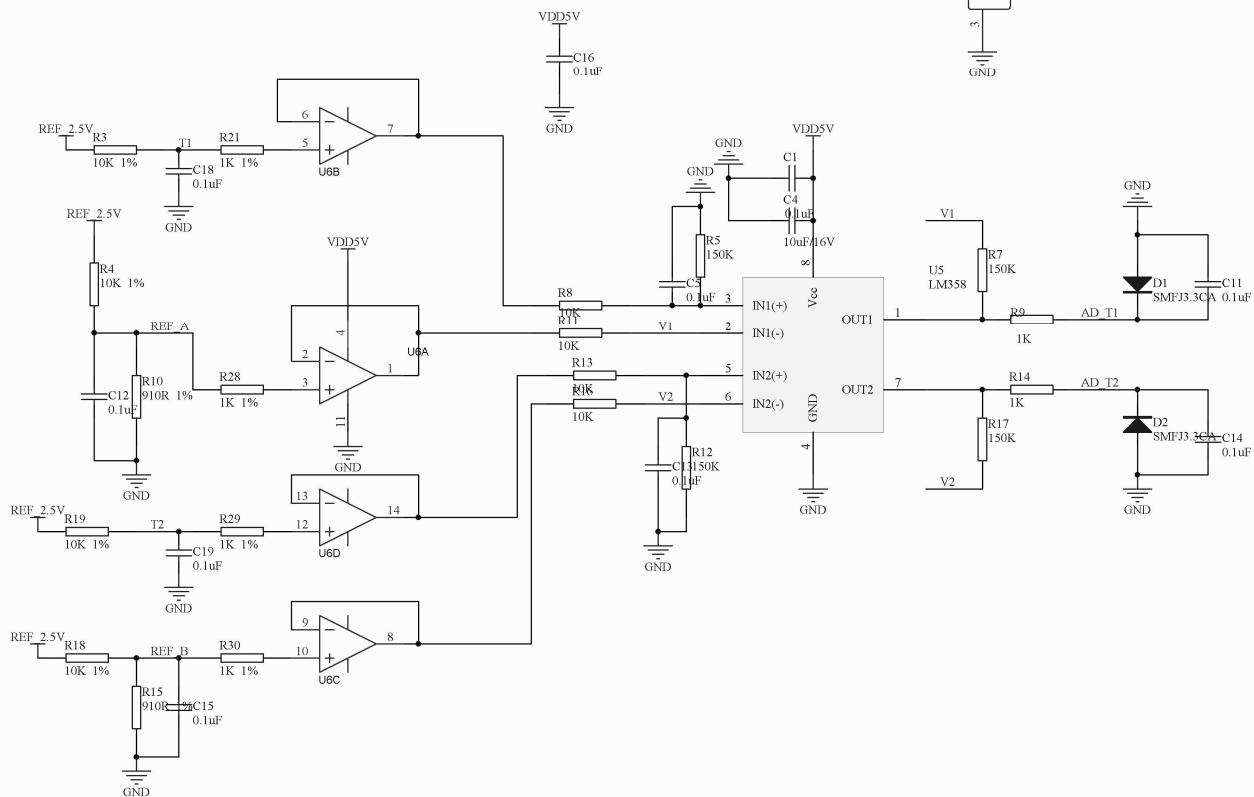 3
GND
VDD5V
C16
0.1uF
GND
REF_2.5V
R3
10K 1%
T1
C18
0.1uF
GND
R21
1K 1%
6
5
7
U6B
REF_2.5V
R4
10K 1%
REF_A
C12
0.1uF
R10
910R 1%
GND
R28
1K 1%
VDD5V
4
2
3
1
11
U6A
GND
REF_2.5V
R19
10K 1%
T2
C19
0.1uF
GND
R29
1K 1%
13
12
14
U6D
REF_2.5V
R18
10K 1%
REF_B
R15
910R
%
C15
0.1uF
GND
R30
1K 1%
9
10
8
U6C
GND
GND
VDD5V
C1
C4
0.1uF
10uF/16V
R5
150K
C5
0.1uF
R8
10K
R11
10K
V1
R13
10K
R16
10K
V2
3
2
5
6
8
4
IN1(+)
IN1(-)
IN2(+)
IN2(-)
Vcc
GND
OUT1
OUT2
1
7
GND
C13
R12
150K
0.1uF
GND
V1
U5
LM358
R7
150K
R9
1K
AD_T1
GND
D1
SMFJ3.3CA
C11
0.1uF
R14
1K
AD_T2
R17
150K
V2
D2
SMFJ3.3CA
C14
0.1uF
GND